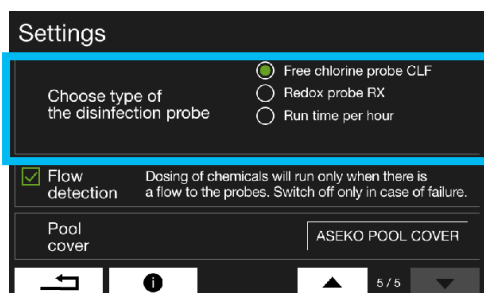 Settings
Choose type of
the disinfection probe
Free chlorine probe CLF
Redox probe RX
Run time per hour
Flow
detection
Dosing of chemicals will run only when there is
a flow to the probes. Switch off only in case of failure.
Pool
cover
ASEKO POOL COVER
5/5